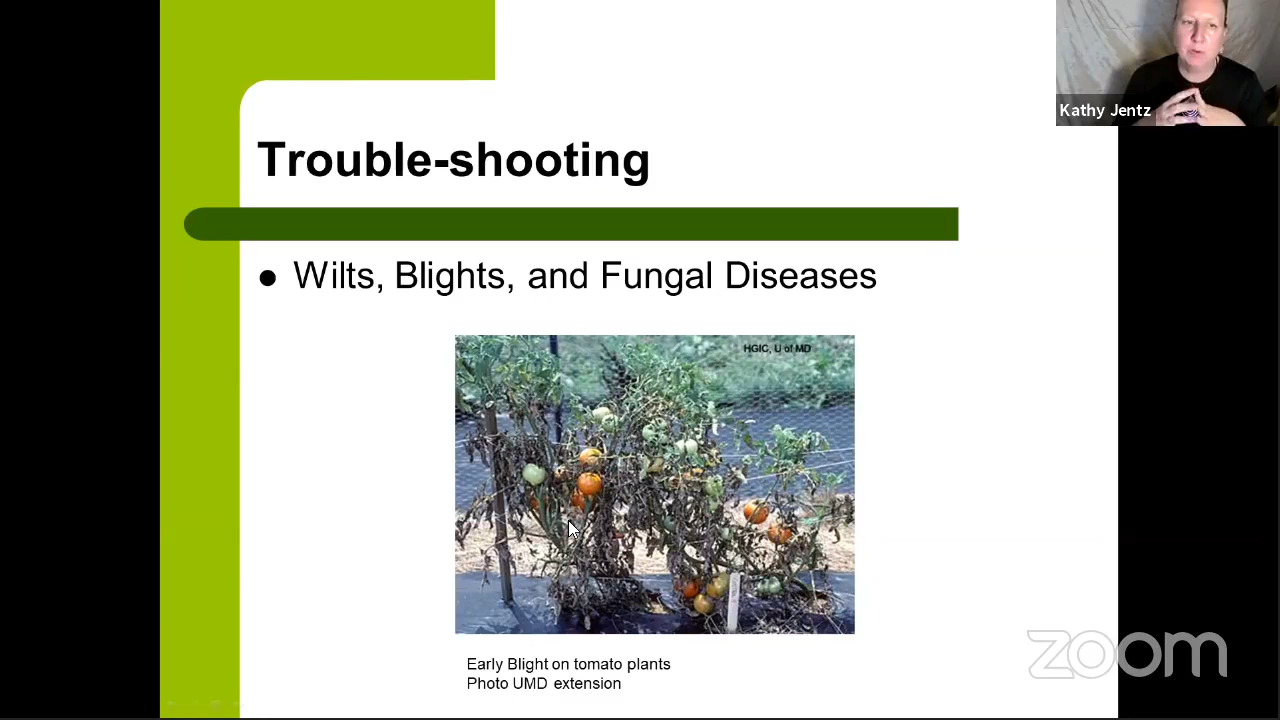 Kathy Jentz
Trouble-shooting
Wilts, Blights, and Fungal Diseases
HGIC, U of MD
Early Blight on tomato plants
Photo UMD extension
zoom